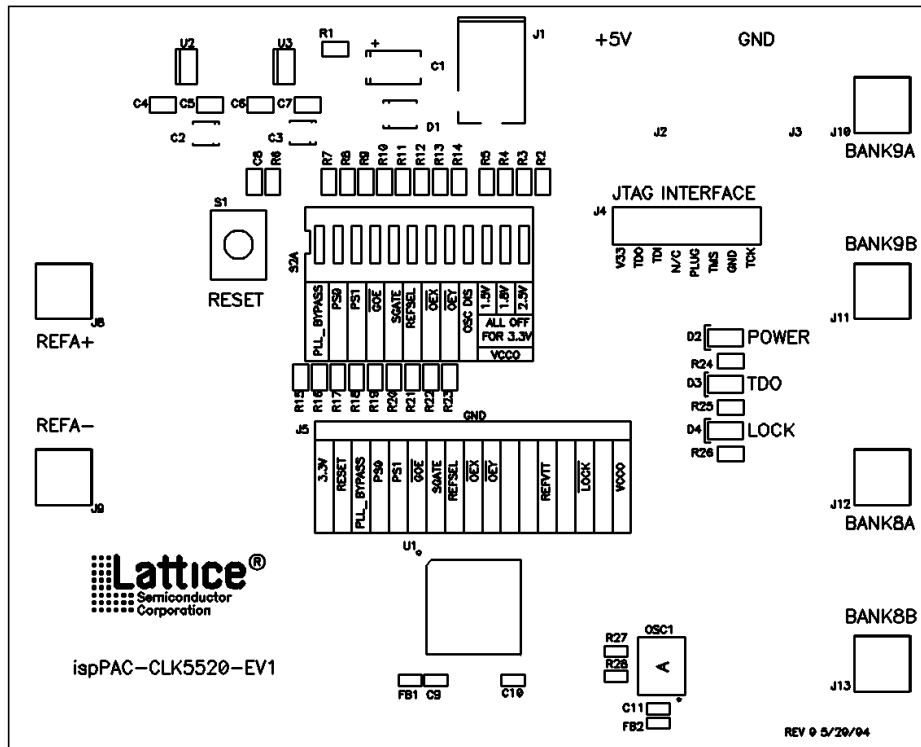 R1
+
J1
+5V
GND
U2
U3
C1
C4
C5
C6
C7
C2
C3
D1
J2
J3
J10
BANK9A
C8
R6
R7
R8
R9
R10
R11
R12
R13
R14
R5
R4
R3
R2
S1
RESET
S2A
PLL_BYPASS
PS0
PS1
GOE
SGATE
REFSEL
OEX
OEY
OSC DIS
1.5V
1.8V
2.5V
ALL OFF
FOR 3.3V
VCCO
JTAG INTERFACE
J4
V33
TDO
TDI
N/C
PLUG
TMS
GND
TCK
BANK9B
J11
J8
REFA+
D2
POWER
R24
D3
TDO
R25
D4
LOCK
R26
R15
R16
R17
R18
R19
R20
R21
R22
R23
GND
J5
3.3V
RESET
PLL_BYPASS
PS0
PS1
GOE
SGATE
REFSEL
OEX
OEY
REFVTT
LOCK
VCCO
REFA-
J9
J12
BANK8A
U1
Lattice®
Semiconductor
Corporation
ispPAC-CLK5520-EV1
FB1
C9
C10
OSC1
A
R27
R28
C11
FB2
BANK8B
J13
REV 0 5/20/04